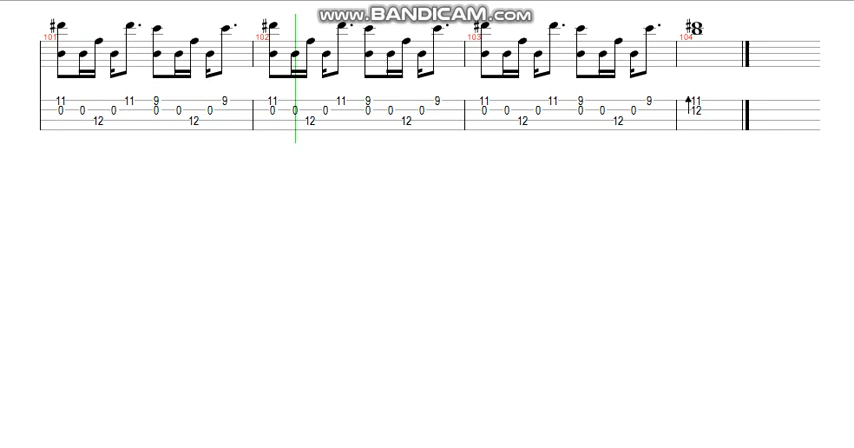 www.BANDICAM.com
101 102 103 104
11 11 9 9 11 11 9 9 11 11 9 9 11
0 0 0 0 0 0 0 0 0 0 0 0 0 0 0 0 0 0 12
12 12 12 12 12 12